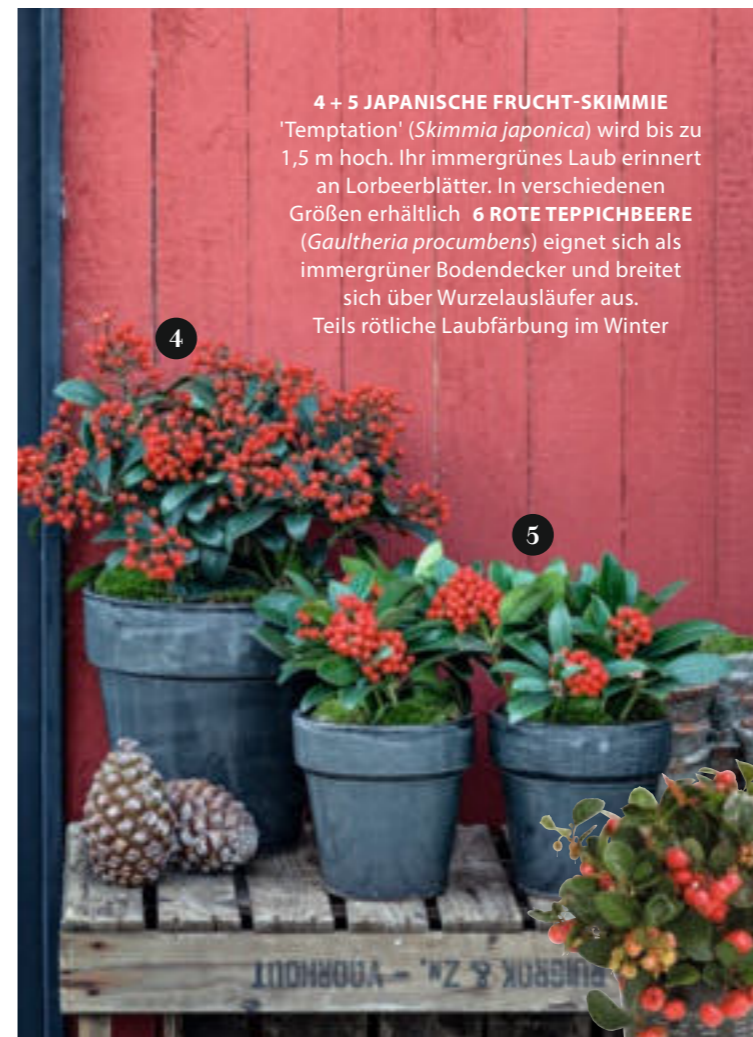 4 + 5 JAPANISCHE FRUCHT-SKIMMIE
'Temptation' (Skimmia japonica) wird bis zu
1,5 m hoch. Ihr immergrünes Laub erinnert
an Lorbeerblätter. In verschiedenen
Größen erhältlich 6 ROTE TEPPICHBEERE
(Gaultheria procumbens) eignet sich als
immergrüner Bodendecker und breitet
sich über Wurzelausläufer aus.
Teils rötliche Laubfärbung im Winter
4
5
& Zn. – VOORHOUT